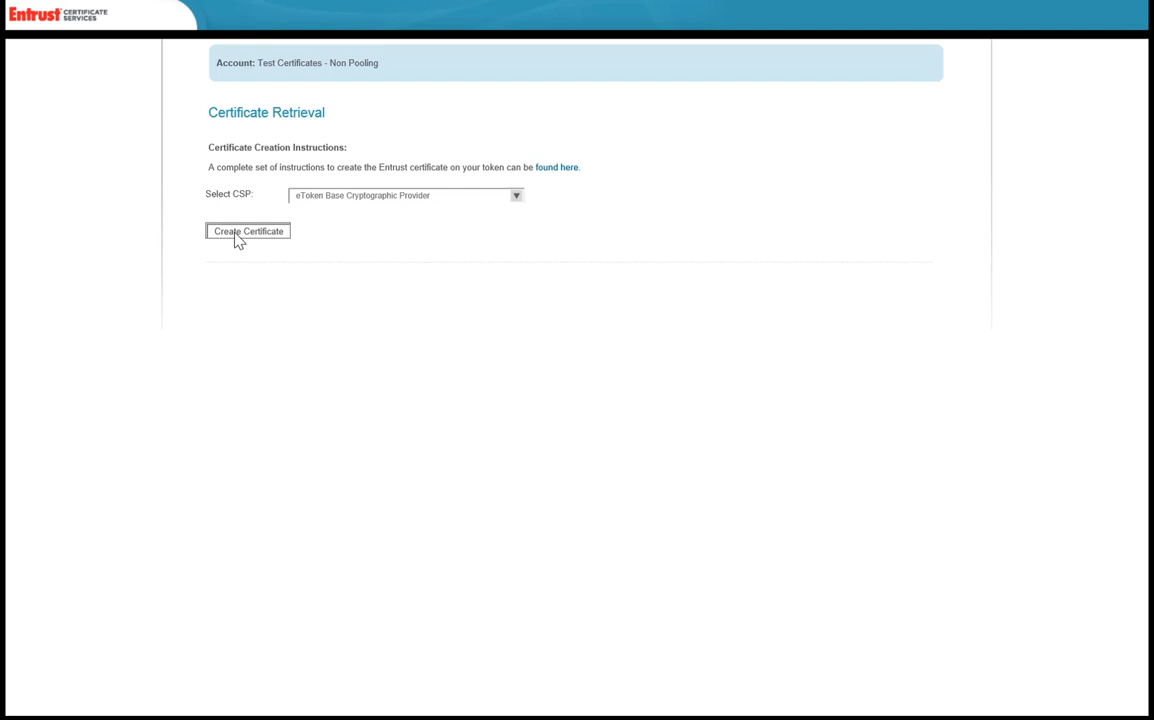 Entrust CERTIFICATE SERVICES
Account: Test Certificates - Non Pooling
Certificate Retrieval
Certificate Creation Instructions:
A complete set of instructions to create the Entrust certificate on your token can be found here.
Select CSP: eToken Base Cryptographic Provider
Create Certificate